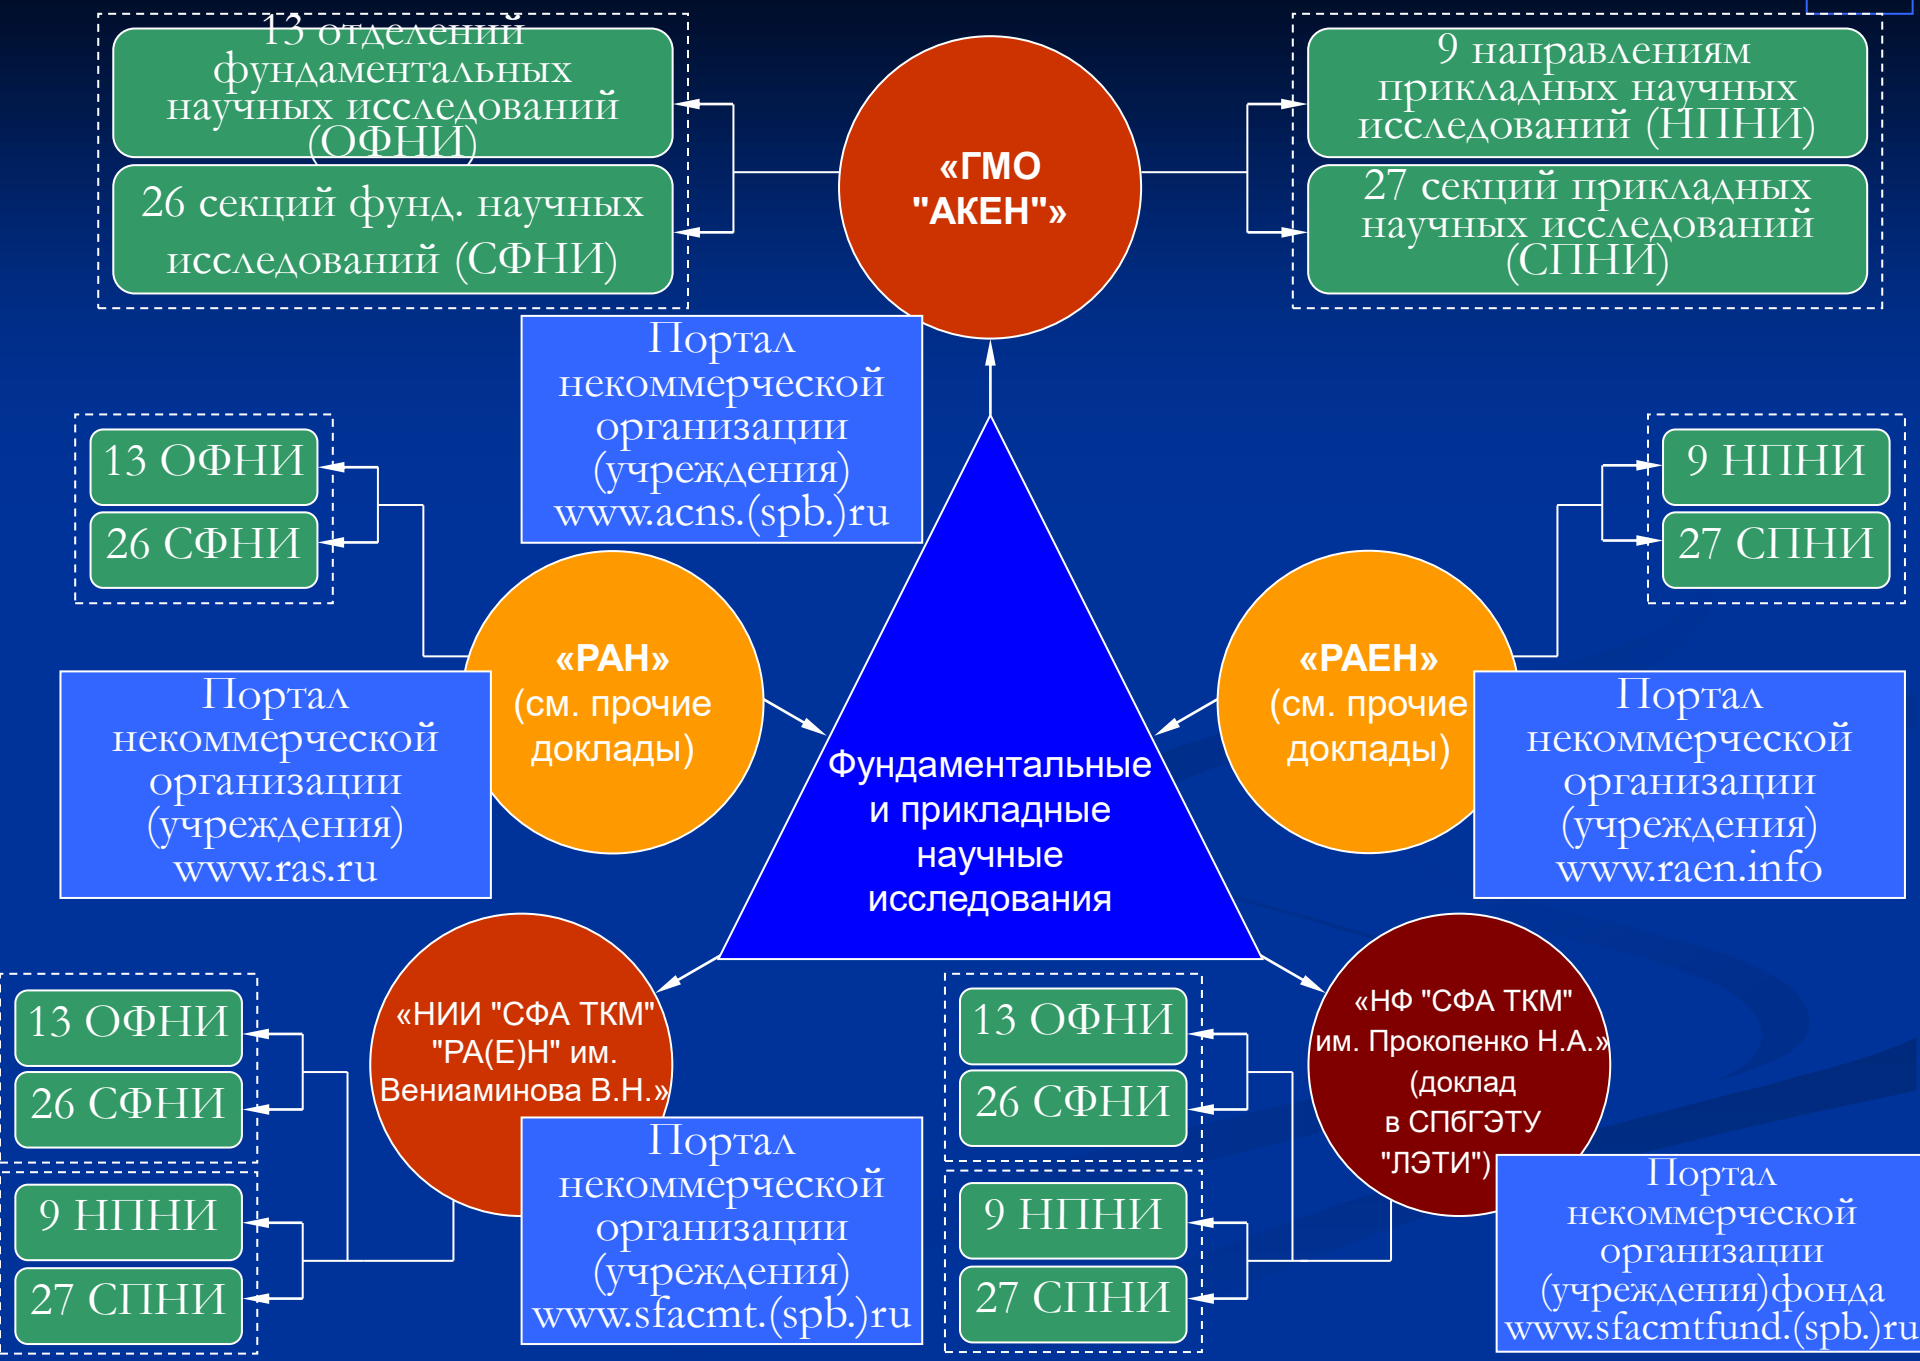 13 отделений
фундаментальных
научных исследований
(ОФНИ)
26 секций фунд. научных
исследований (СФНИ)
«ГМО
"АКЕН"»
9 направлениям
прикладных научных
исследований (НПНИ)
27 секций прикладных
научных исследований
(СПНИ)
Портал
некоммерческой
организации
(учреждения)
www.acns.(spb.)ru
13 ОФНИ
26 СФНИ
9 НПНИ
27 СПНИ
«РАН»
(см. прочие
доклады)
«РАЕН»
(см. прочие
доклады)
Портал
некоммерческой
организации
(учреждения)
www.ras.ru
Фундаментальные
и прикладные
научные
исследования
Портал
некоммерческой
организации
(учреждения)
www.raen.info
13 ОФНИ
26 СФНИ
9 НПНИ
27 СПНИ
«НИИ "СФА ТКМ"
"РА(Е)Н" им.
Вениаминова В.Н.»
Портал
некоммерческой
организации
(учреждения)
www.sfacmt.(spb.)ru
13 ОФНИ
26 СФНИ
9 НПНИ
27 СПНИ
«НФ "СФА ТКМ"
им. Прокопенко Н.А.»
(доклад
в СПбГЭТУ
"ЛЭТИ")
Портал
некоммерческой
организации
(учреждения)фонда
www.sfacmtfund.(spb.)ru